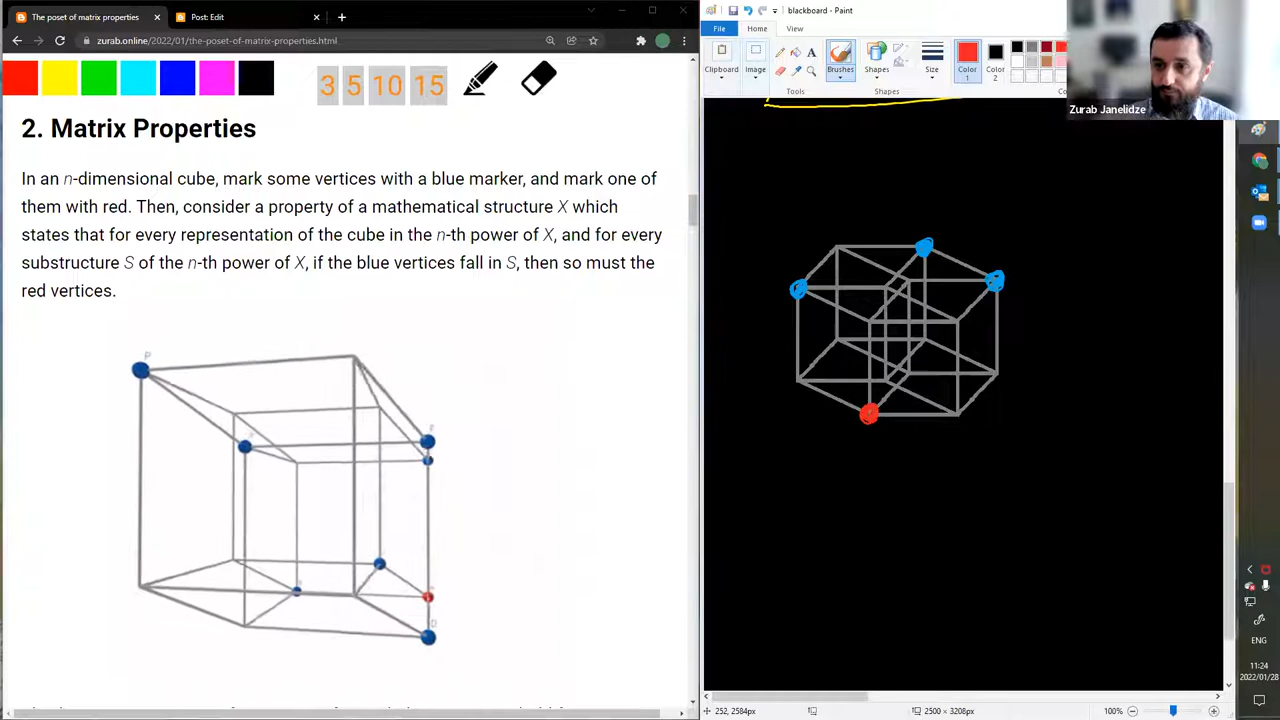 The poset of matrix properties
Post: Edit
zurab.online/2022/01/the-poset-of-matrix-properties.html
3 5 10 15
2. Matrix Properties
In an n-dimensional cube, mark some vertices with a blue marker, and mark one of
them with red. Then, consider a property of a mathematical structure X which
states that for every representation of the cube in the n-th power of X, and for every
substructure S of the n-th power of X, if the blue vertices fall in S, then so must the
red vertices.
P
F
D
blackboard - Paint
File Home View
Clipboard
Image
Tools
Brushes
Shapes
Shapes
Size
Color 1
Color 2
Zurab Janelidze
252, 2584px
2500 × 3208px
100%
ENG
11:24
2022/01/28